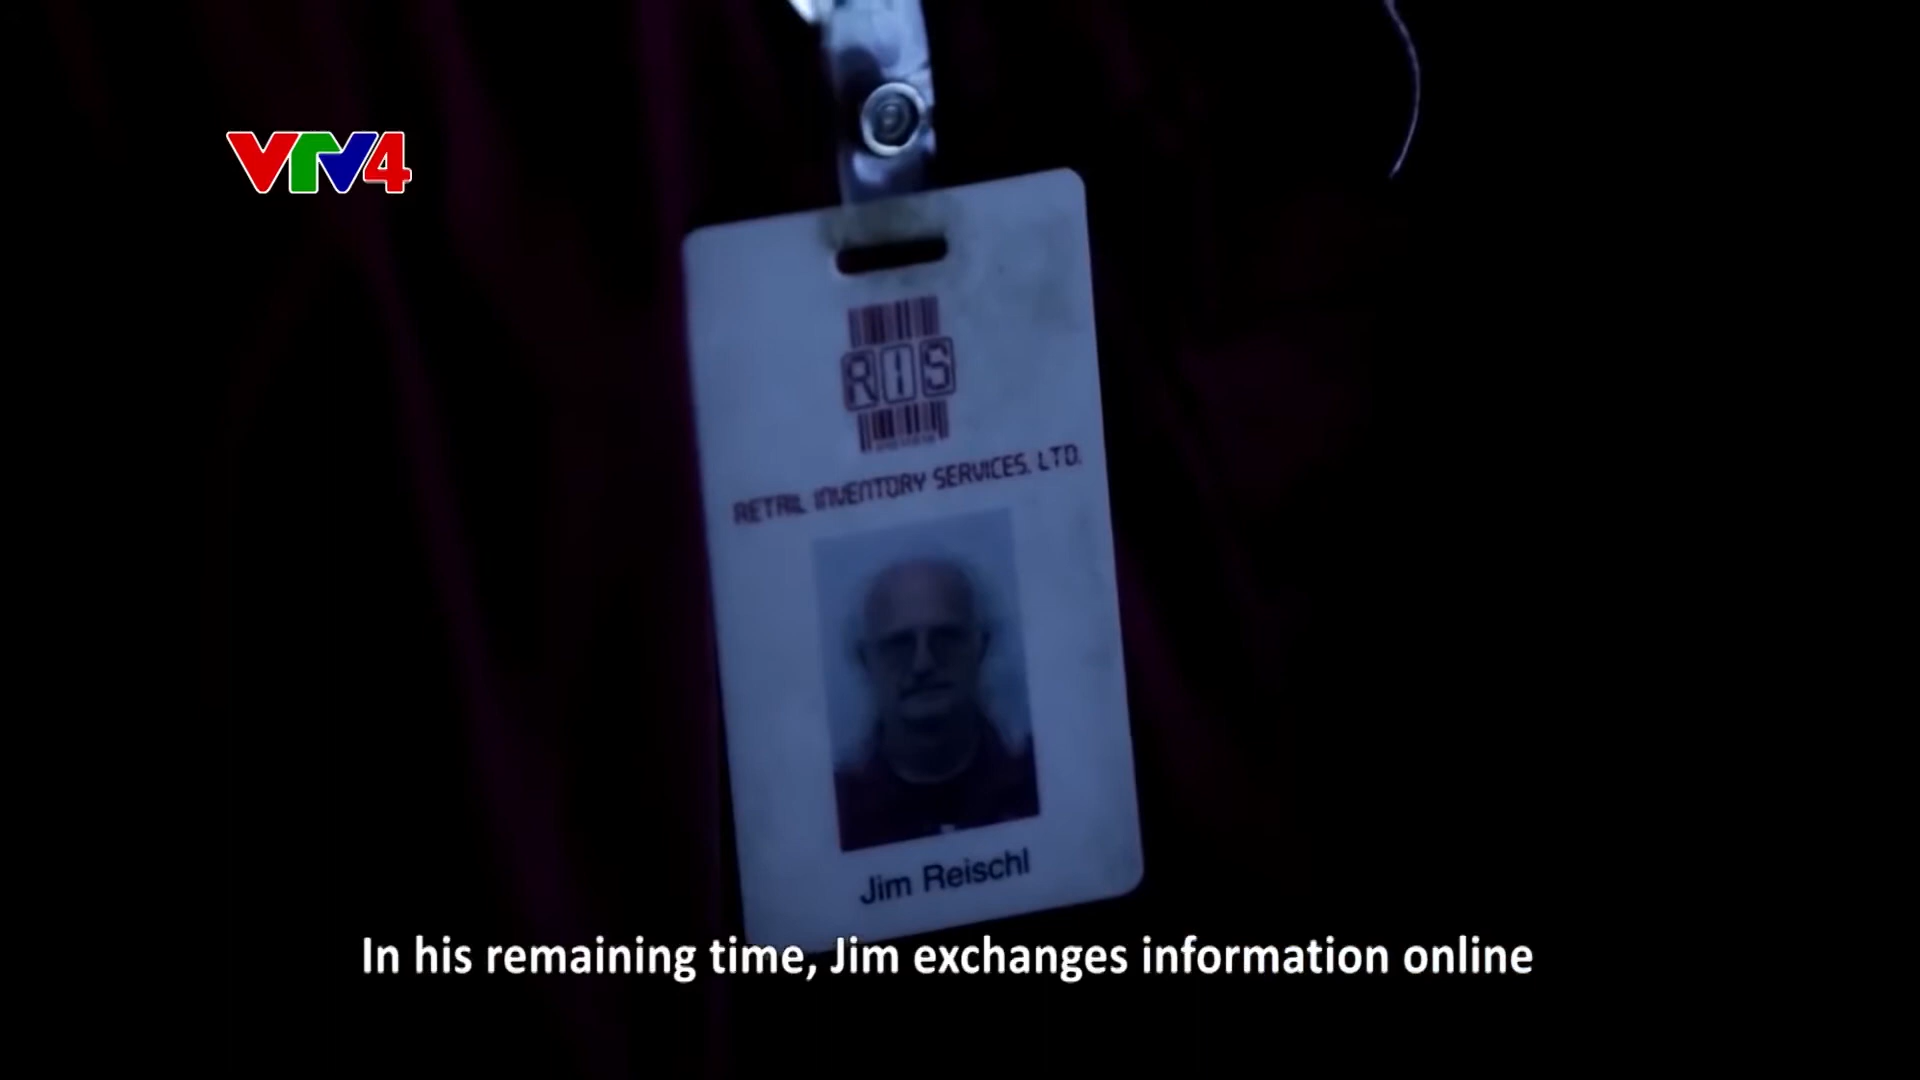 VTV4
RIS
RETAIL INVENTORY SERVICES, LTD.
Jim Reischl
In his remaining time, Jim exchanges information online